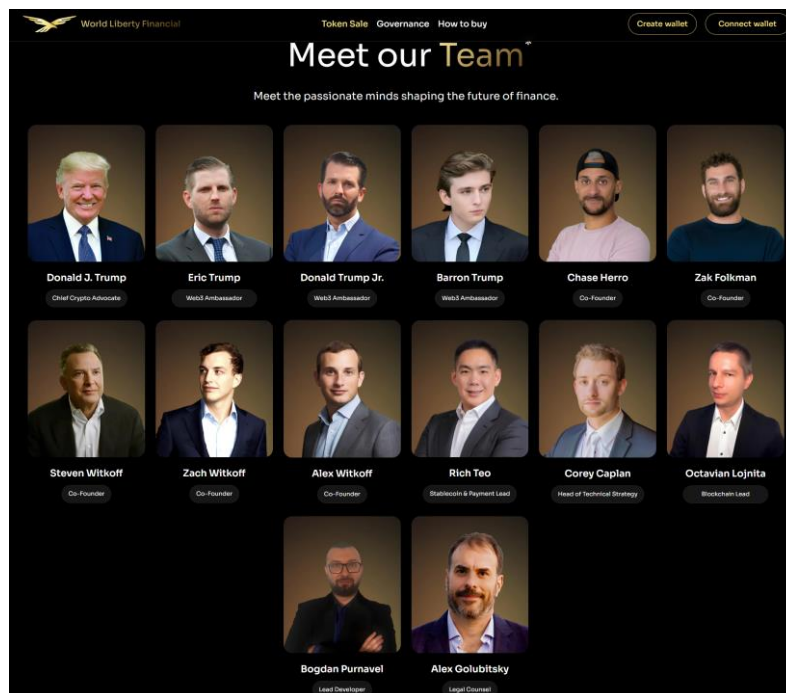 World Liberty Financial
Token Sale Governance How to buy
Create wallet
Connect wallet
Meet our Team
Meet the passionate minds shaping the future of finance.
Donald J. Trump
Chief Crypto Advocate
Eric Trump
Web3 Ambassador
Donald Trump Jr.
Web3 Ambassador
Barron Trump
Web3 Ambassador
Chase Herro
Co-Founder
Zak Folkman
Co-Founder
Steven Witkoff
Co-Founder
Zach Witkoff
Co-Founder
Alex Witkoff
Co-Founder
Rich Teo
Stablecoin & Payment Lead
Corey Caplan
Head of Technical Strategy
Octavian Lojnita
Blockchain Lead
Bogdan Purnavel
Lead Developer
Alex Golubitsky
Legal Counsel